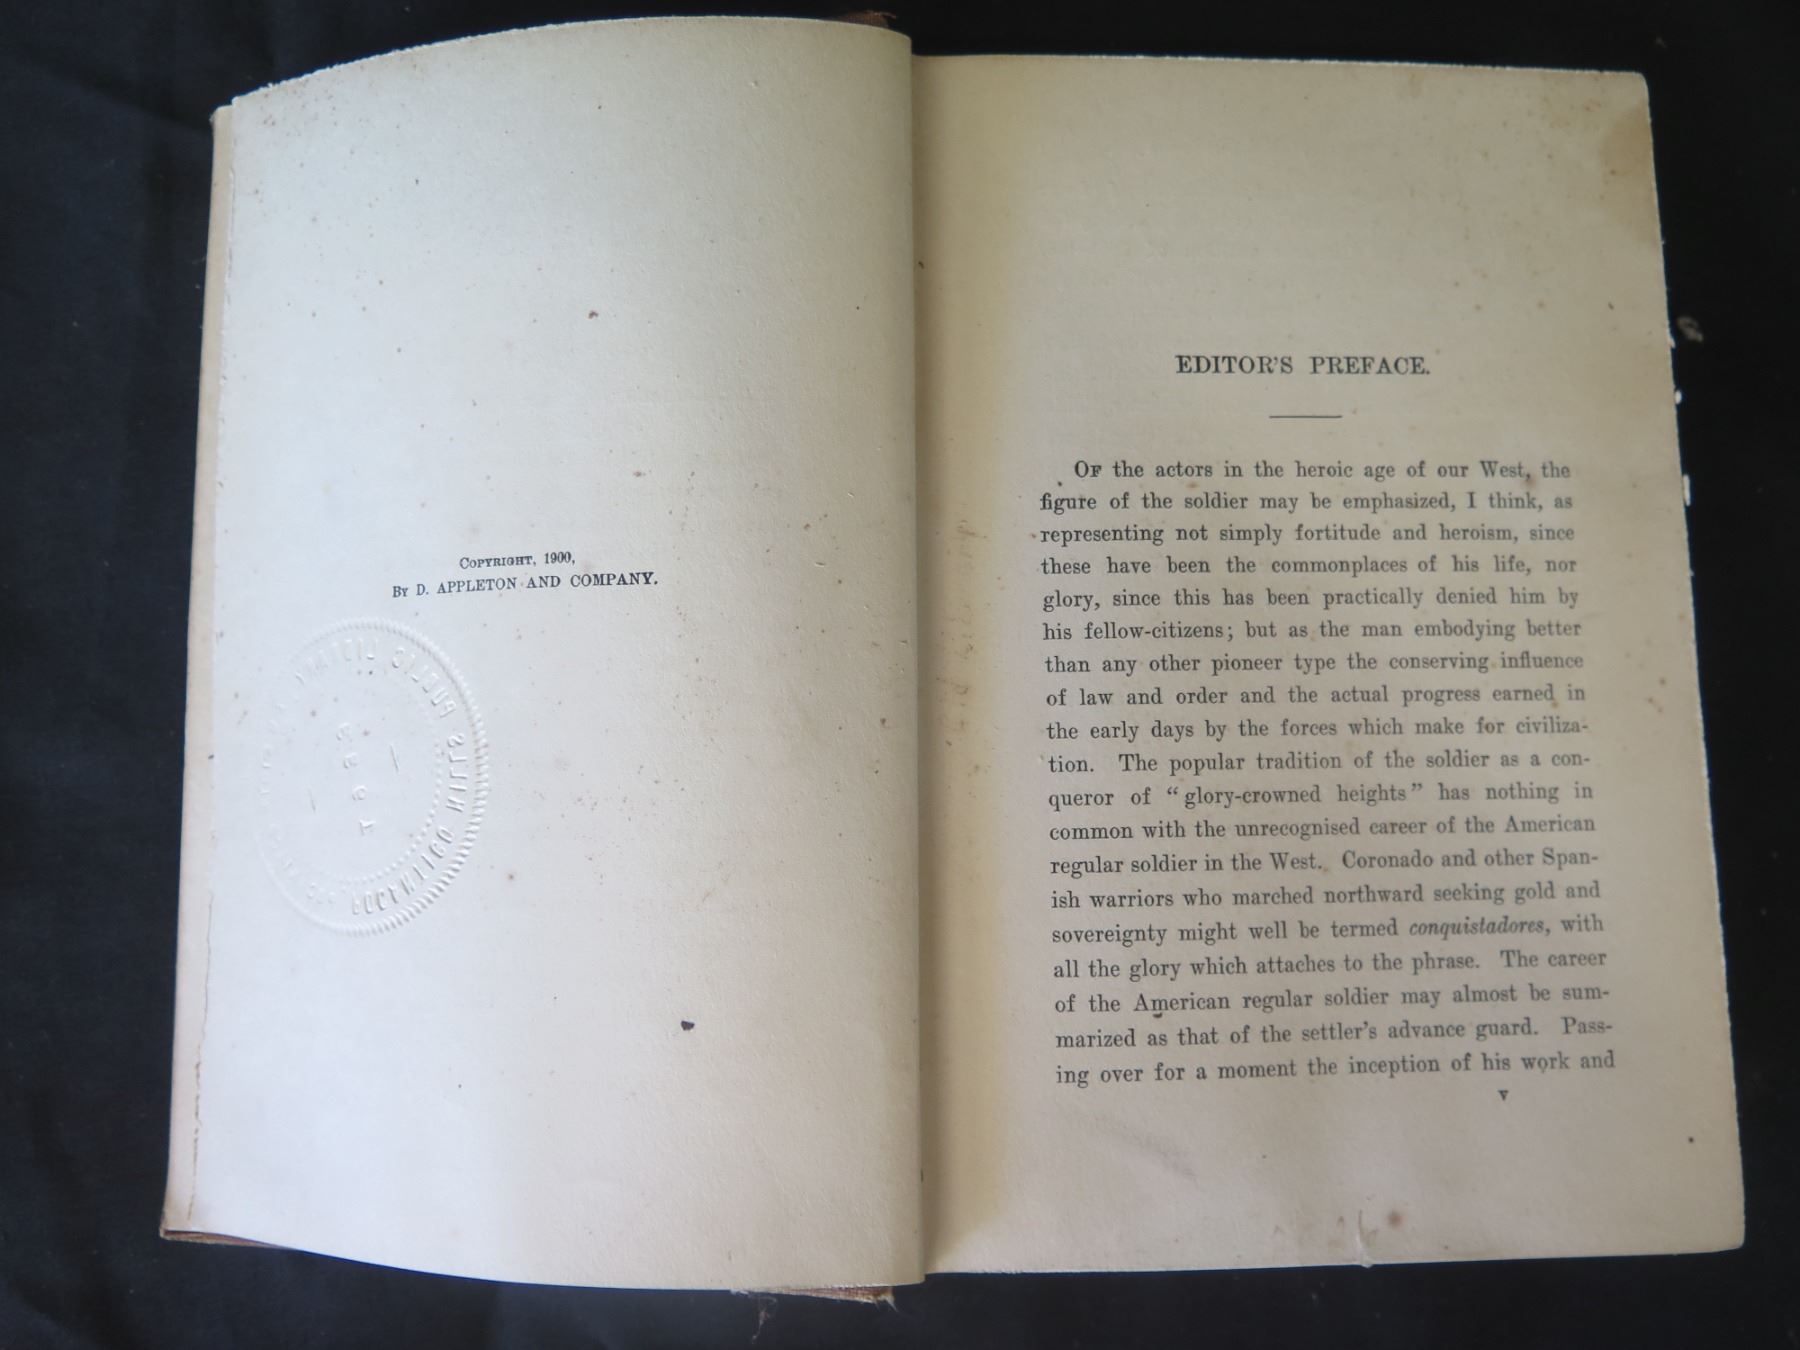 COPYRIGHT, 1900,
BY D. APPLETON AND COMPANY.
EDITOR'S PREFACE.
OF the actors in the heroic age of our West, the
figure of the soldier may be emphasized, I think, as
representing not simply fortitude and heroism, since
these have been the commonplaces of his life, nor
glory, since this has been practically denied him by
his fellow-citizens; but as the man embodying better
than any other pioneer type the conserving influence
of law and order and the actual progress earned in
the early days by the forces which make for civiliza-
tion. The popular tradition of the soldier as a con-
queror of "glory-crowned heights" has nothing in
common with the unrecognised career of the American
regular soldier in the West. Coronado and other Span-
ish warriors who marched northward seeking gold and
sovereignty might well be termed conquistadores, with
all the glory which attaches to the phrase. The career
of the American regular soldier may almost be sum-
marized as that of the settler's advance guard. Pass-
ing over for a moment the inception of his work and
v